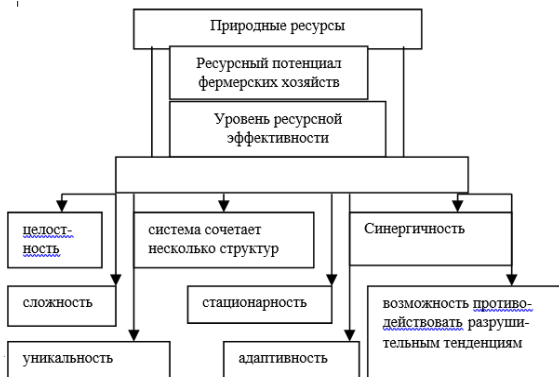 Природные ресурсы
Ресурсный потенциал
фермерских хозяйств
Уровень ресурсной
эффективности
целост-
ность
система сочетает
несколько структур
Синергичность
сложность
стационарность
возможность противо-
действовать разруши-
тельным тенденциям
уникальность
адаптивность